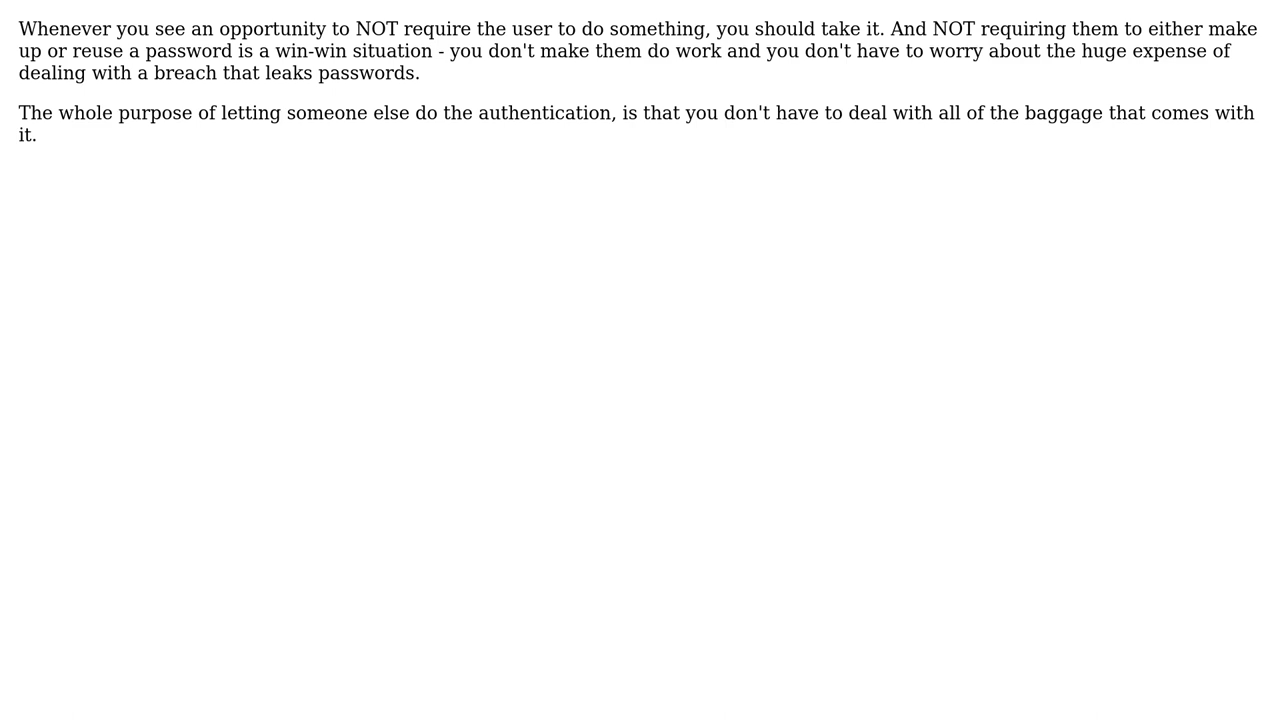 Whenever you see an opportunity to NOT require the user to do something, you should take it. And NOT requiring them to either make
up or reuse a password is a win-win situation - you don't make them do work and you don't have to worry about the huge expense of
dealing with a breach that leaks passwords.
The whole purpose of letting someone else do the authentication, is that you don't have to deal with all of the baggage that comes with
it.